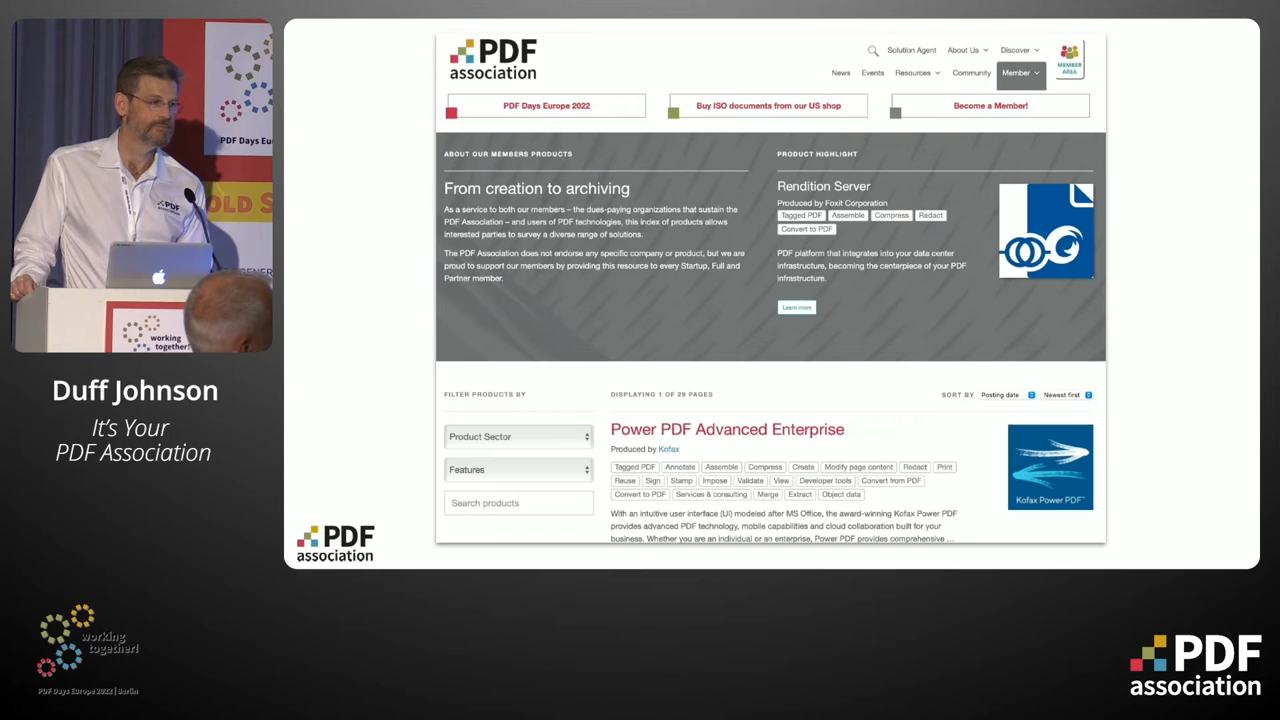 PDF Days Eu
OLD S
GENER
PDF
association
working
together!
Duff Johnson
It's Your
PDF Association
PDF
association
Solution Agent
About Us
Discover
News
Events
Resources
Community
Member
MEMBER
AREA
PDF Days Europe 2022
Buy ISO documents from our US shop
Become a Member!
ABOUT OUR MEMBERS PRODUCTS
From creation to archiving
As a service to both our members – the dues-paying organizations that sustain the
PDF Association – and users of PDF technologies, this index of products allows
interested parties to survey a diverse range of solutions.
The PDF Association does not endorse any specific company or product, but we are
proud to support our members by providing this resource to every Startup, Full and
Partner member.
PRODUCT HIGHLIGHT
Rendition Server
Produced by Foxit Corporation
Tagged PDF Assemble Compress Redact
Convert to PDF
PDF platform that integrates into your data center
infrastructure, becoming the centerpiece of your PDF
infrastructure.
Learn more
FILTER PRODUCTS BY
Product Sector
Features
Search products
DISPLAYING 1 OF 29 PAGES
SORT BY Posting date Newest first
Power PDF Advanced Enterprise
Produced by Kofax
Tagged PDF Annotate Assemble Compress Create Modify page content Redact Print
Reuse Sign Stamp Impose Validate View Developer tools Convert from PDF
Convert to PDF Services & consulting Merge Extract Object data
With an intuitive user interface (UI) modeled after MS Office, the award-winning Kofax Power PDF
provides advanced PDF technology, mobile capabilities and cloud collaboration built for your
business. Whether you are an individual or an enterprise, Power PDF provides comprehensive ...
Kofax Power PDF™
PDF
association
working
together!
PDF Days Europe 2022 | Berlin
PDF
association